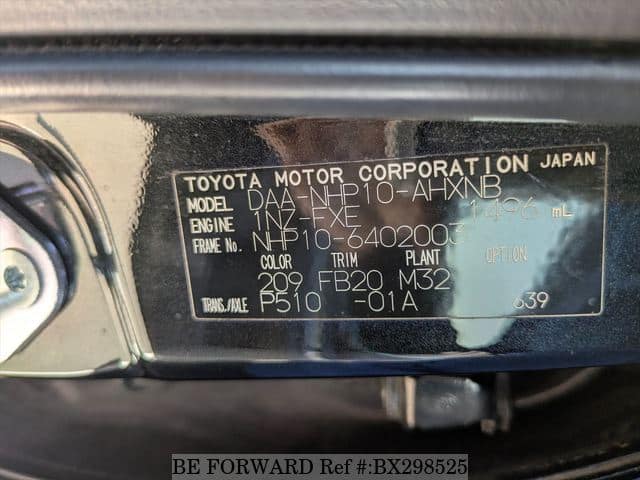 TOYOTA MOTOR CORPORATION JAPAN
MODEL DAA-NHP10-AHXNB
ENGINE 1NZ-FXE 1496 mL
FRAME No. NHP10-6402003
COLOR TRIM PLANT OPTION
209 FB20 M32
TRANS./AXLE P510 -01A 639
BE FORWARD Ref #:BX298525